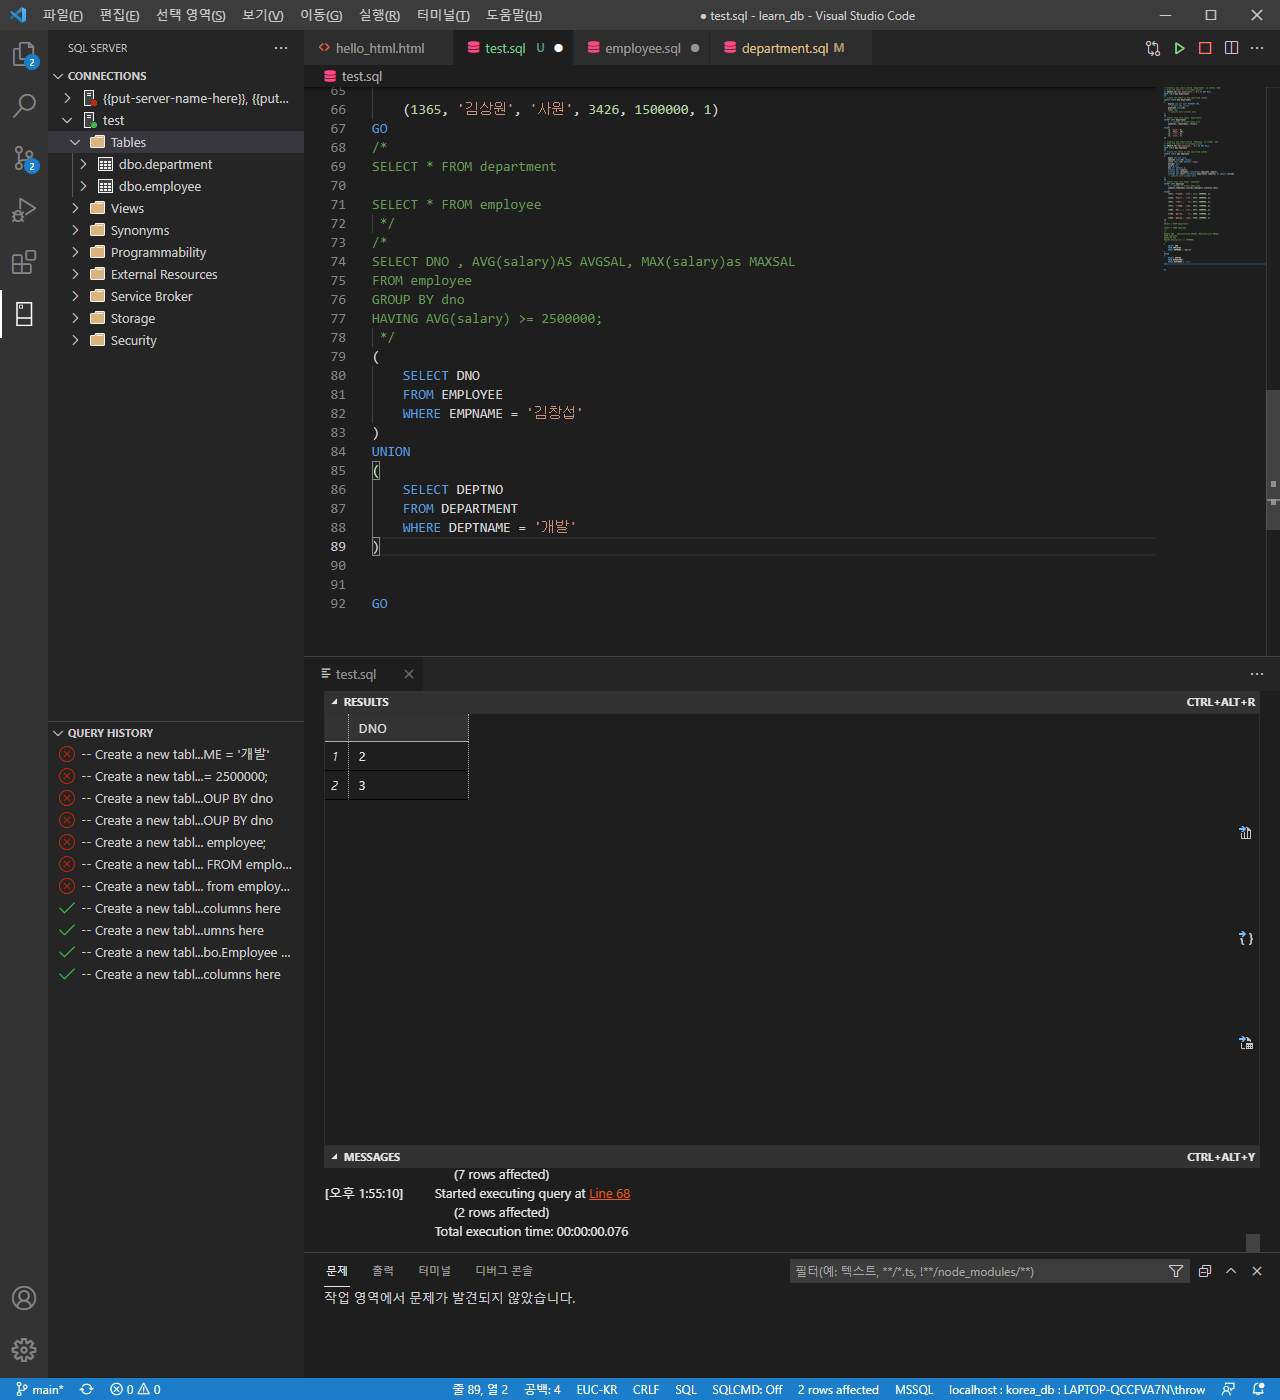 파일(F) 편집(E) 선택 영역(S) 보기(V) 이동(G) 실행(R) 터미널(T) 도움말(H) ● test.sql - learn_db - Visual Studio Code
SQL SERVER
CONNECTIONS
{{put-server-name-here}}, {{put...
test
Tables
dbo.department
dbo.employee
Views
Synonyms
Programmability
External Resources
Service Broker
Storage
Security
QUERY HISTORY
-- Create a new tabl...ME = '개발'
-- Create a new tabl...= 2500000;
-- Create a new tabl...OUP BY dno
-- Create a new tabl...OUP BY dno
-- Create a new tabl... employee;
-- Create a new tabl... FROM emplo...
-- Create a new tabl... from employ...
-- Create a new tabl...columns here
-- Create a new tabl...umns here
-- Create a new tabl...bo.Employee ...
-- Create a new tabl...columns here
2
2
hello_html.html test.sql U employee.sql department.sql M
test.sql
65
66 (1365, '김상원', '사원', 3426, 1500000, 1)
67 GO
68 /*
69 SELECT * FROM department
70
71 SELECT * FROM employee
72 */
73 /*
74 SELECT DNO , AVG(salary)AS AVGSAL, MAX(salary)as MAXSAL
75 FROM employee
76 GROUP BY dno
77 HAVING AVG(salary) >= 2500000;
78 */
79 (
80 SELECT DNO
81 FROM EMPLOYEE
82 WHERE EMPNAME = '김창섭'
83 )
84 UNION
85 (
86 SELECT DEPTNO
87 FROM DEPARTMENT
88 WHERE DEPTNAME = '개발'
89 )
90
91
92 GO
test.sql
RESULTS CTRL+ALT+R
DNO
1 2
2 3
MESSAGES CTRL+ALT+Y
(7 rows affected)
[오후 1:55:10] Started executing query at Line 68
(2 rows affected)
Total execution time: 00:00:00.076
문제 출력 터미널 디버그 콘솔 필터(예: 텍스트, **/*.ts, !**/node_modules/**)
작업 영역에서 문제가 발견되지 않았습니다.
main* 0 0 줄 89, 열 2 공백: 4 EUC-KR CRLF SQL SQLCMD: Off 2 rows affected MSSQL localhost : korea_db : LAPTOP-QCCFVA7N\throw